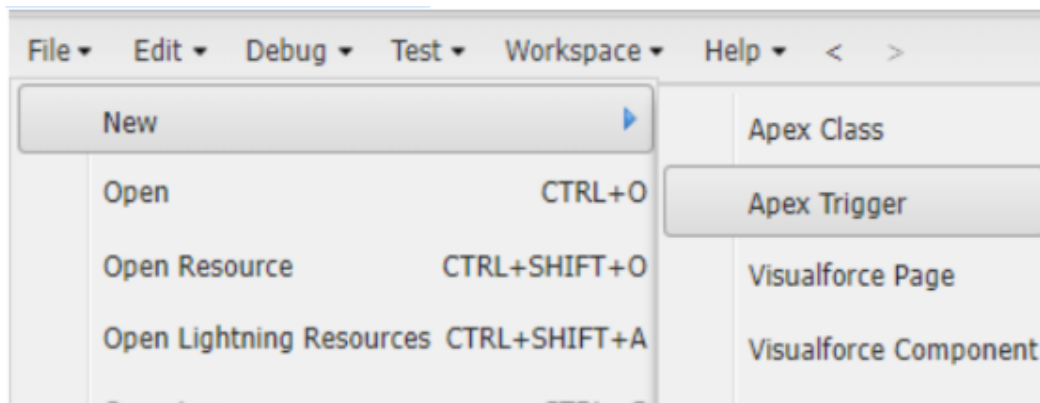 File Edit Debug Test Workspace Help < >
New
Open CTRL+O
Open Resource CTRL+SHIFT+O
Open Lightning Resources CTRL+SHIFT+A
Apex Class
Apex Trigger
Visualforce Page
Visualforce Component